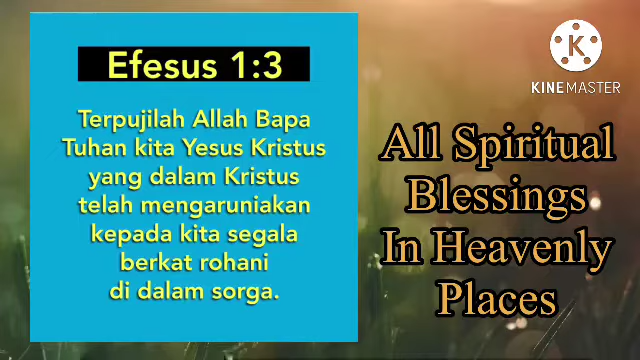 Efesus 1:3
Terpujilah Allah Bapa
Tuhan kita Yesus Kristus
yang dalam Kristus
telah mengaruniakan
kepada kita segala
berkat rohani
di dalam sorga.
K
KINEMASTER
All Spiritual
Blessings
In Heavenly
Places